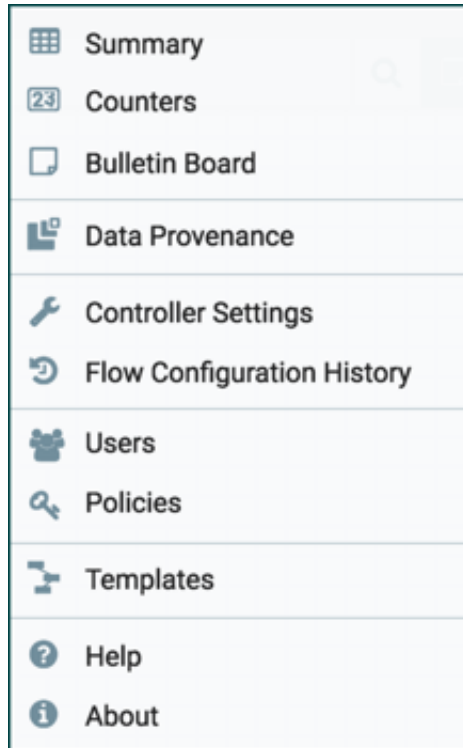 Summary
23 Counters
Bulletin Board
Data Provenance
Controller Settings
Flow Configuration History
Users
Policies
Templates
? Help
i About